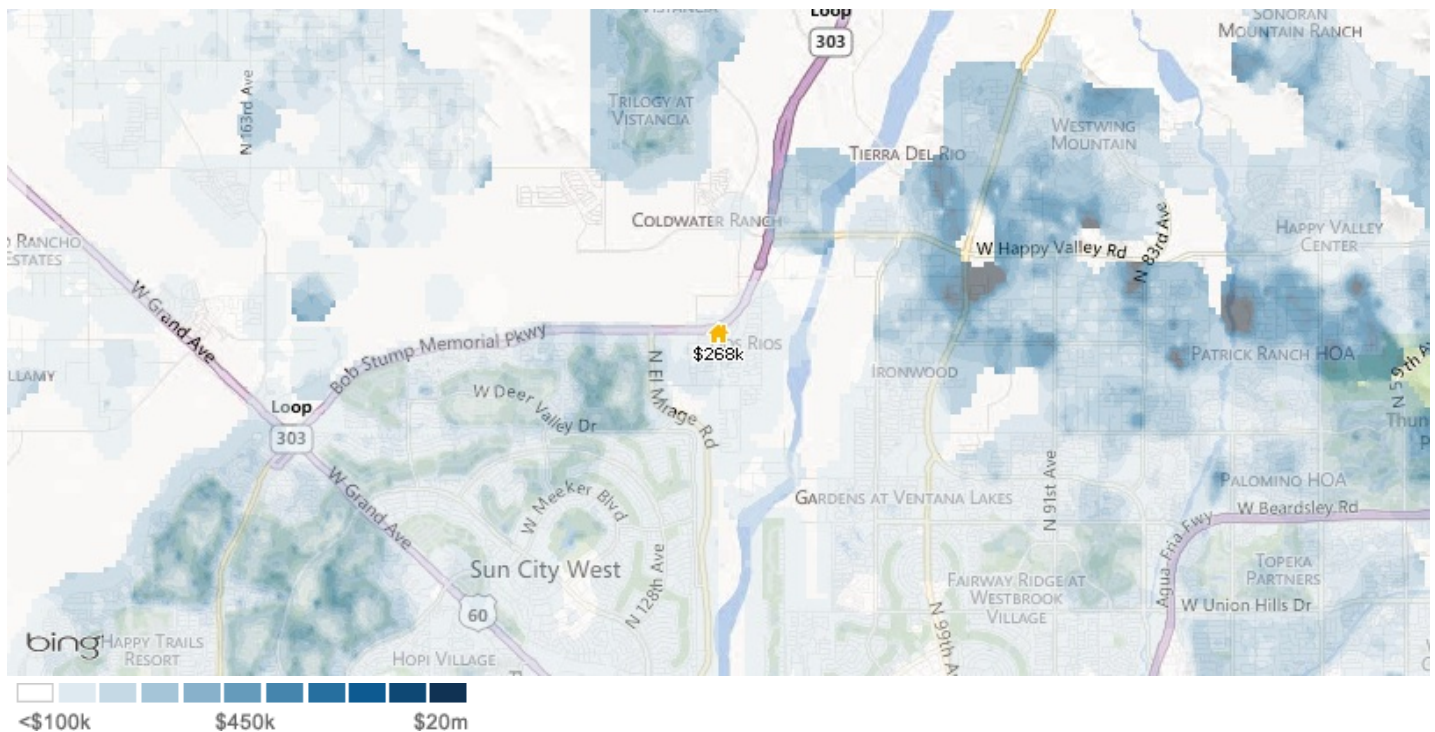 VISTANCIA
Loop
303
SONORAN
MOUNTAIN RANCH
N 163rd Ave
TRILOGY AT
VISTANCIA
WESTWING
MOUNTAIN
TIERRA DEL RIO
COLDWATER RANCH
N 83rd Ave
W Happy Valley Rd
HAPPY VALLEY
CENTER
RANCHO
ESTATES
W Grand Ave
Bob Stump Memorial Pkwy
$268k
RIOS
PATRICK RANCH HOA
IRONWOOD
LLAMY
N El Mirage Rd
W Deer Valley Dr
Loop
303
W Grand Ave
N 91st Ave
PALOMINO HOA
GARDENS AT VENTANA LAKES
W Beardsley Rd
W Meeker Blvd
Agua Fria Fwy
Sun City West
N 128th Ave
FAIRWAY RIDGE AT
WESTBROOK
VILLAGE
TOPEKA
PARTNERS
W Union Hills Dr
60
N 99th Av
bing
HAPPY TRAILS
RESORT
HOPI VILLAGE
<$100k
$450k
$20m